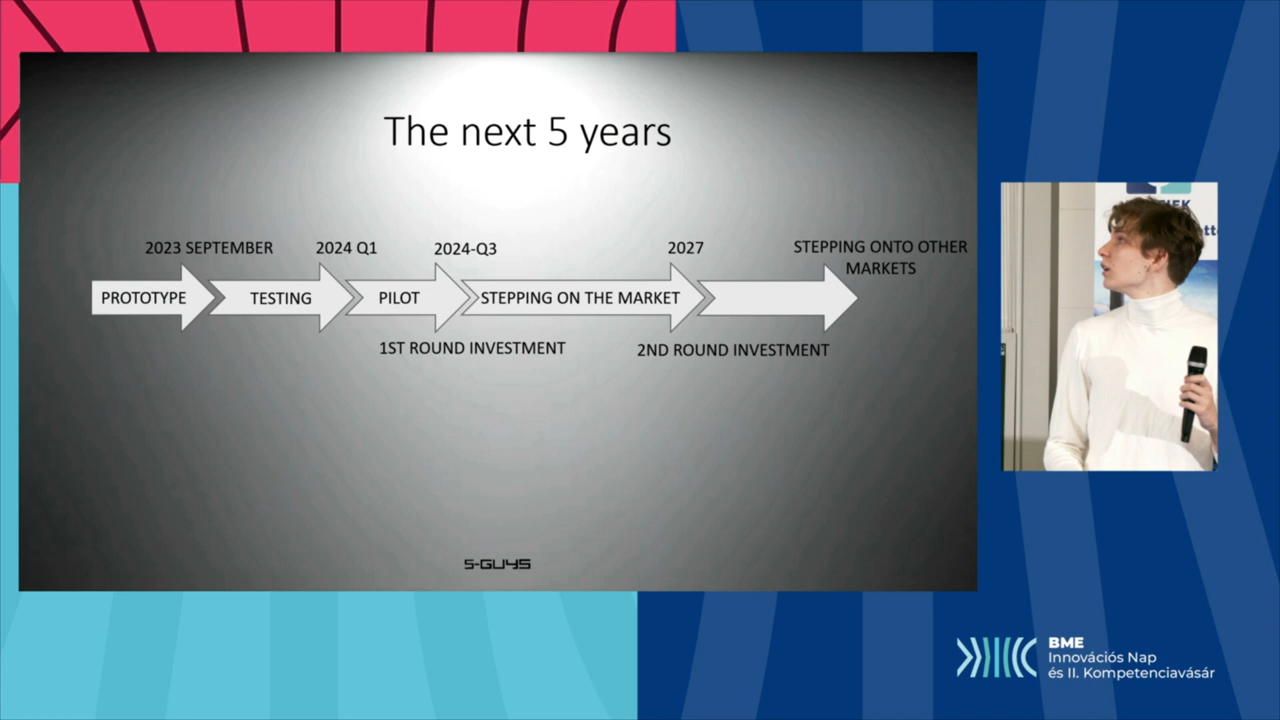 The next 5 years
2023 SEPTEMBER
2024 Q1
2024-Q3
2027
STEPPING ONTO OTHER
MARKETS
PROTOTYPE
TESTING
PILOT
STEPPING ON THE MARKET
1ST ROUND INVESTMENT
2ND ROUND INVESTMENT
S-GUYS
BME
Innovációs Nap
és II. Kompetenciavásár